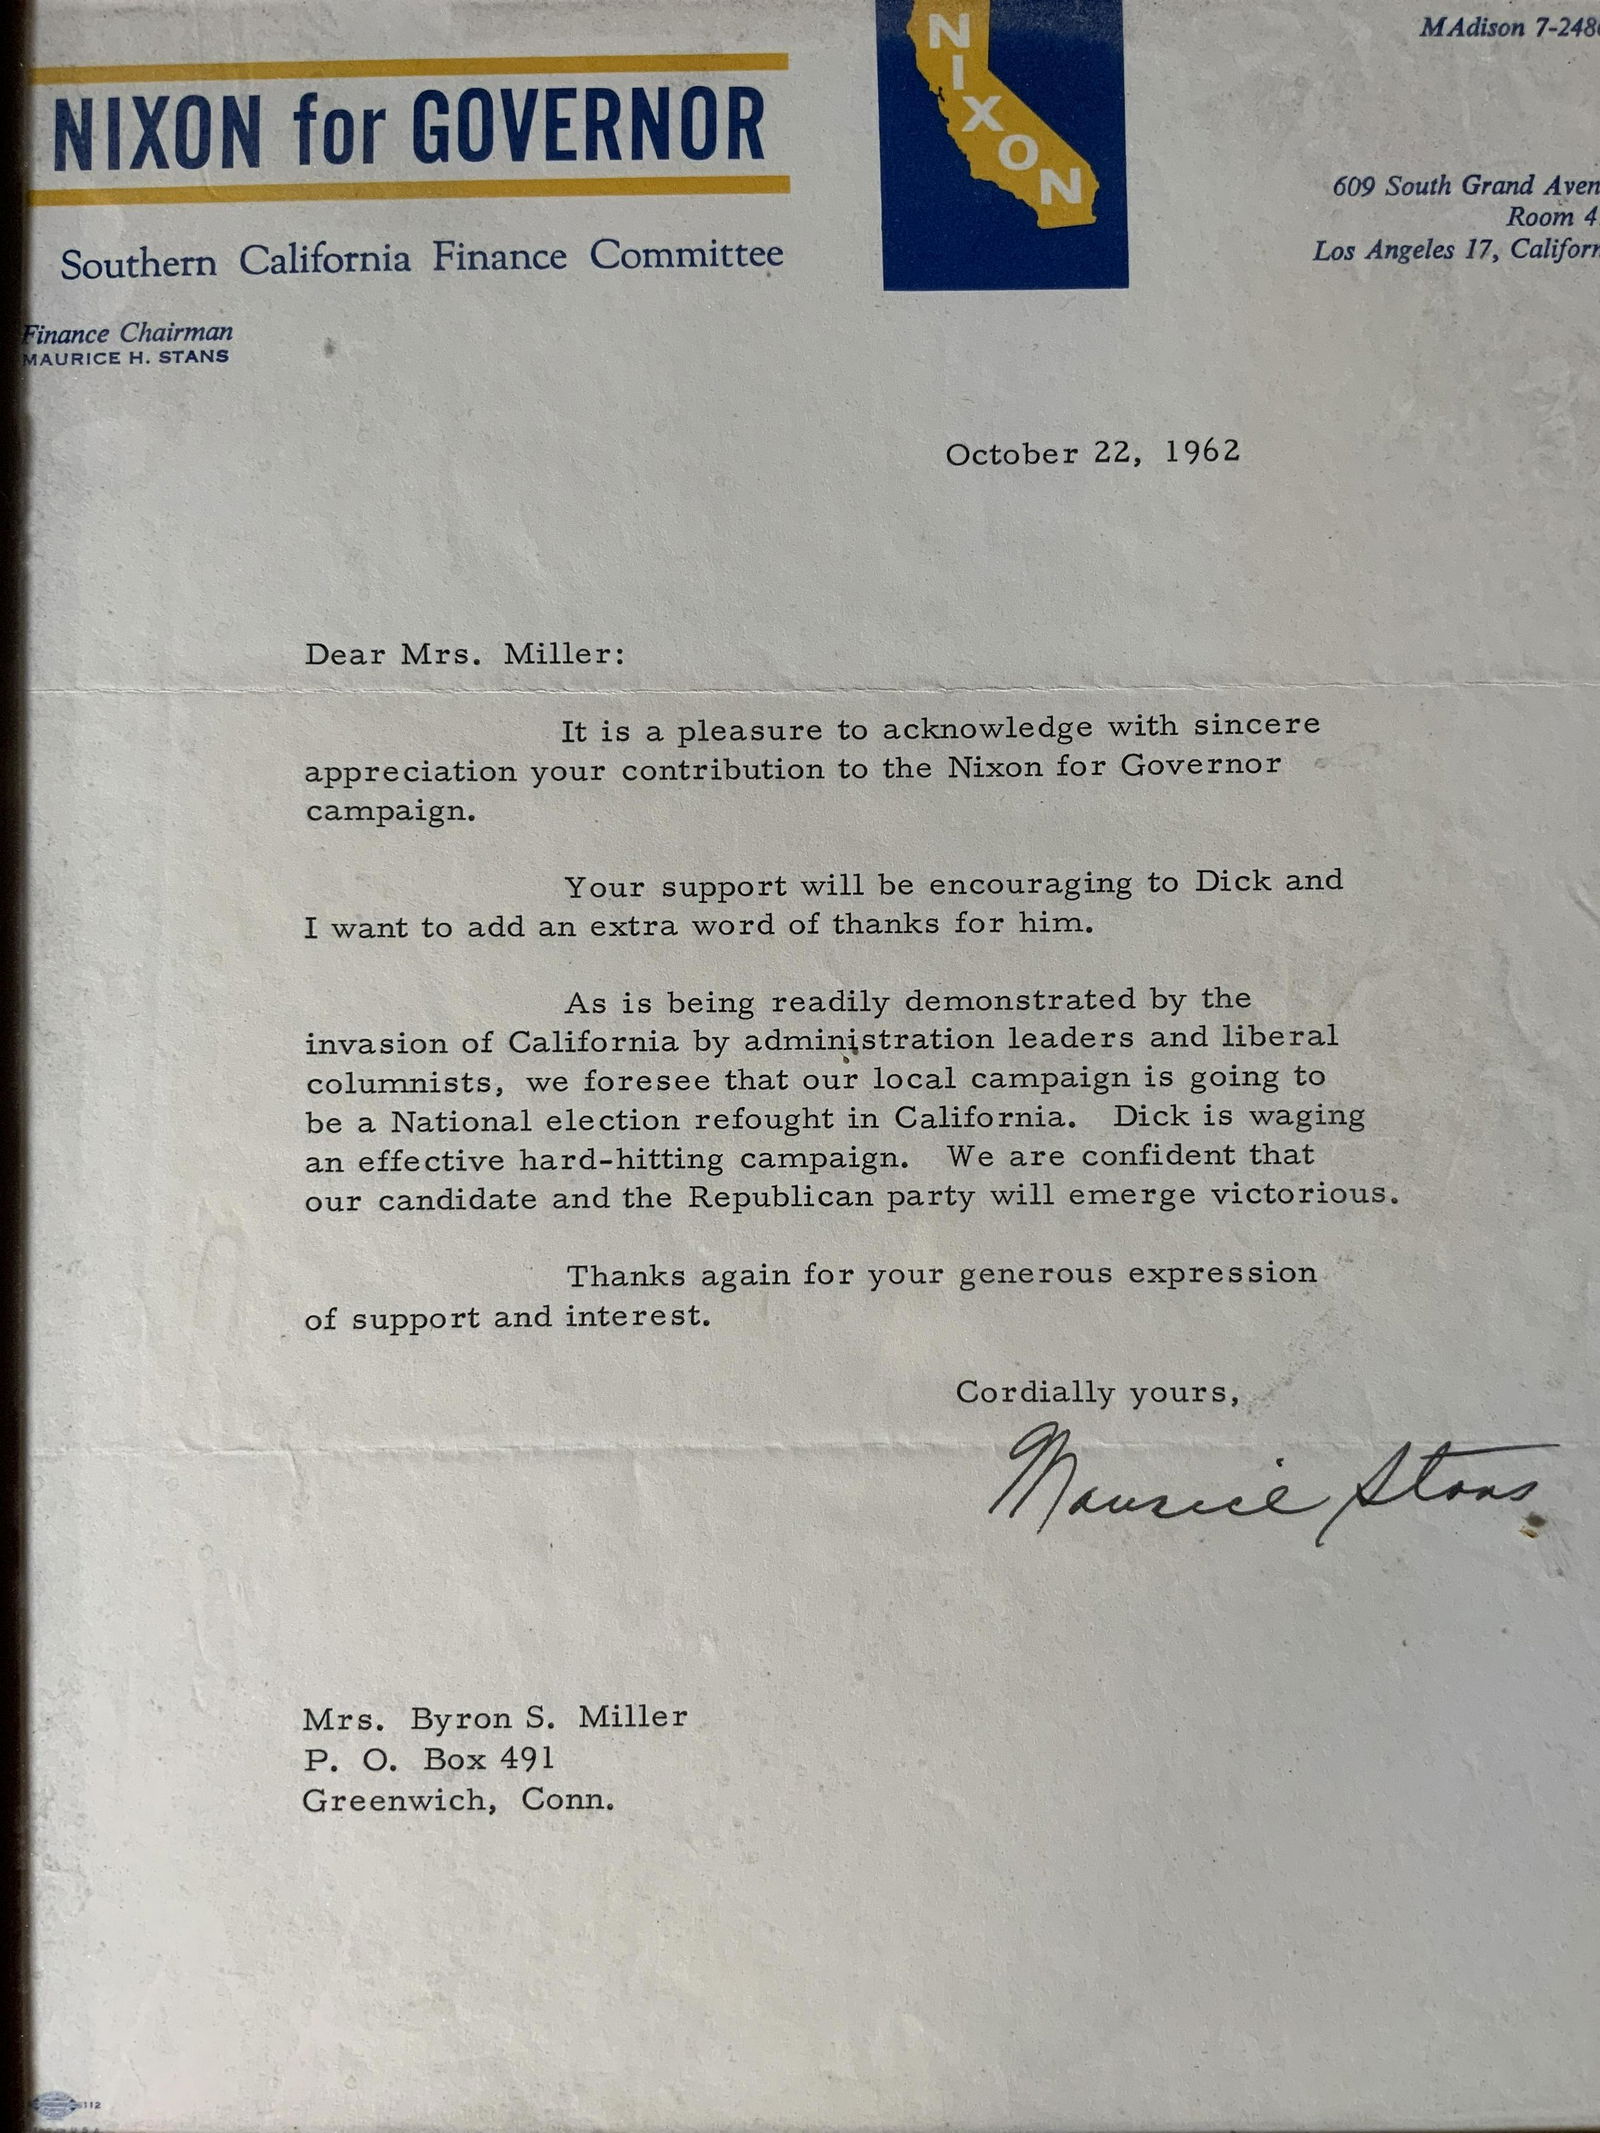 MAdison 7-248
NIXON for GOVERNOR
NIXON
609 South Grand
Room
Southern California Finance Committee
Los Angeles 17,
Finance Chairman
MAURICE H. STANS
October 22, 1962
Dear Mrs. Miller:
It is a pleasure to acknowledge with sincere
appreciation your contribution to the Nixon for Governor
campaign.
Your support will be encouraging to Dick and
I want to add an extra word of thanks for him.
As is being readily demonstrated by the
invasion of California by administration leaders and liberal
columnists, we foresee that our local campaign is going to
be a National election refought in California. Dick is waging
an effective hard-hitting campaign. We are confident that
our candidate and the Republican party will emerge victorious.
Thanks again for your generous expression
of support and interest.
Cordially yours,
Maurice Stans
Mrs. Byron S. Miller
P. O. Box 491
Greenwich, Conn.
112